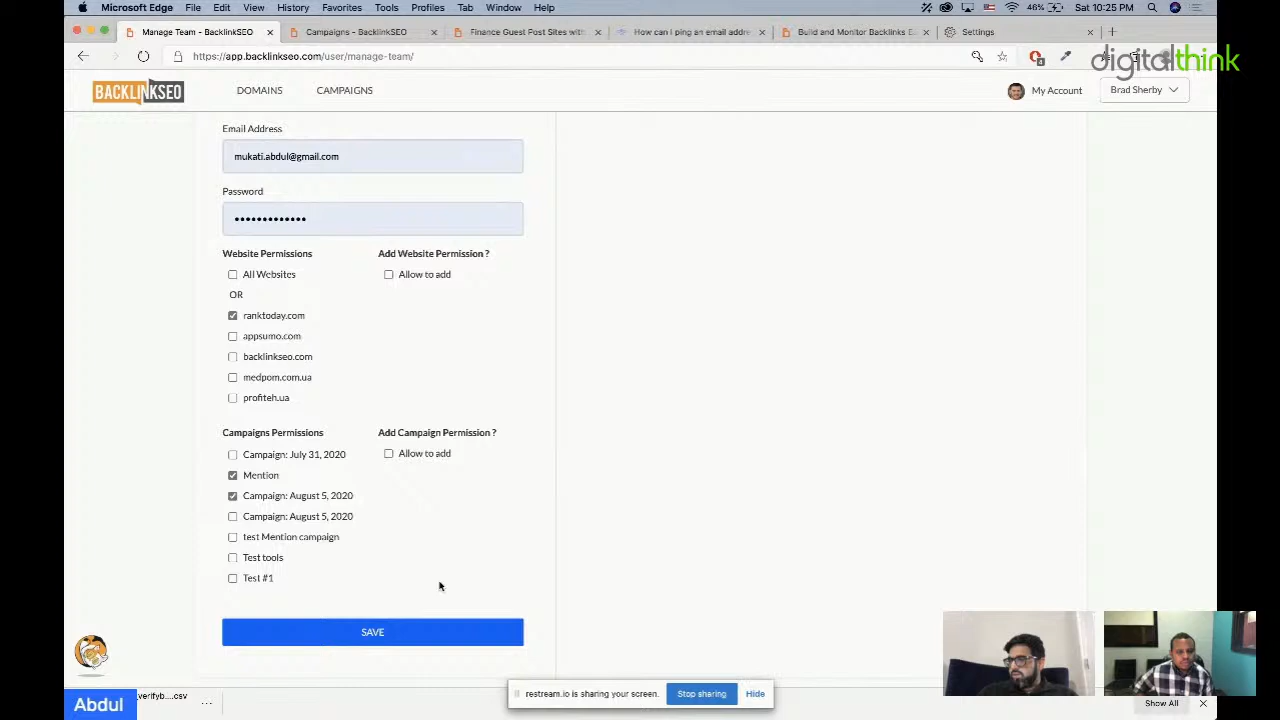 Microsoft Edge File Edit View History Favorites Tools Profiles Tab Window Help 46% Sat 10:25 PM
Manage Team - BacklinkSEO
Campaigns - BacklinkSEO
Finance Guest Post Sites with
How can I ping an email addre
Build and Monitor Backlinks E
Settings
https://app.backlinkseo.com/user/manage-team/
digitalthink
BACKLINKSEO
DOMAINS
CAMPAIGNS
My Account
Brad Sherby
Email Address
mukati.abdul@gmail.com
Password
Website Permissions
Add Website Permission ?
All Websites
Allow to add
OR
ranktoday.com
appsumo.com
backlinkseo.com
medpom.com.ua
profiteh.ua
Campaigns Permissions
Add Campaign Permission ?
Campaign: July 31, 2020
Allow to add
Mention
Campaign: August 5, 2020
Campaign: August 5, 2020
test Mention campaign
Test tools
Test #1
SAVE
restream.io is sharing your screen.
Stop sharing
Hide
verifyb....csv
...
Show All
Abdul